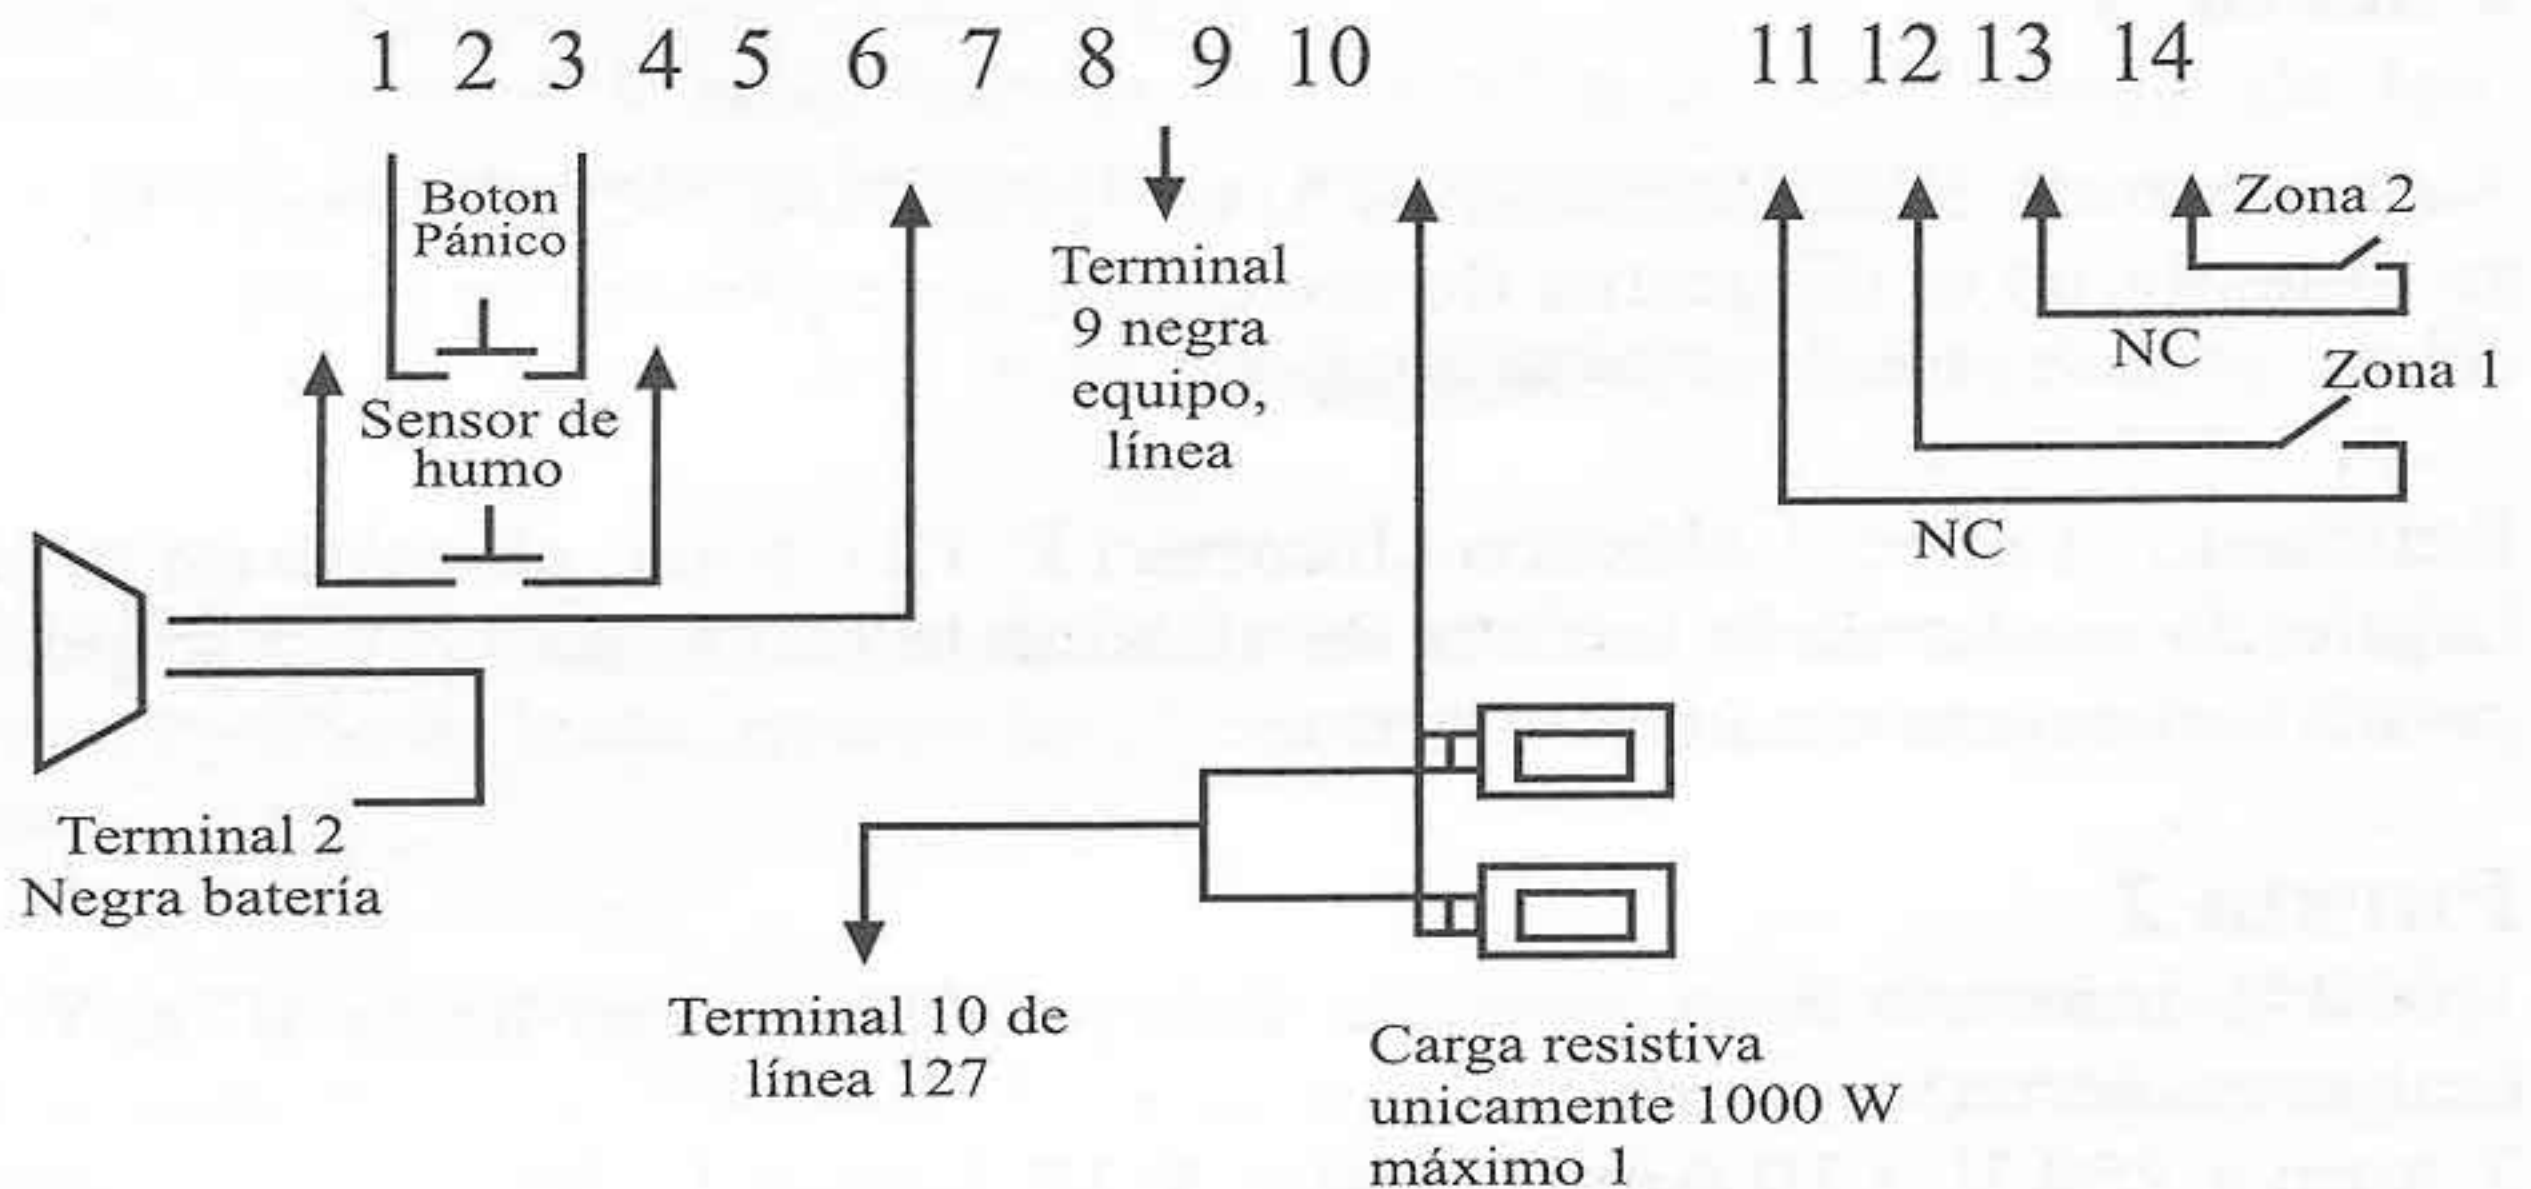 1 2 3 4 5 6 7 8 9 10 11 12 13 14
Boton
Pánico
Sensor de
humo
Terminal
9 negra
equipo,
línea
Zona 2
NC
Zona 1
NC
Terminal 2
Negra batería
Terminal 10 de
línea 127
Carga resistiva
unicamente 1000 W
máximo 1